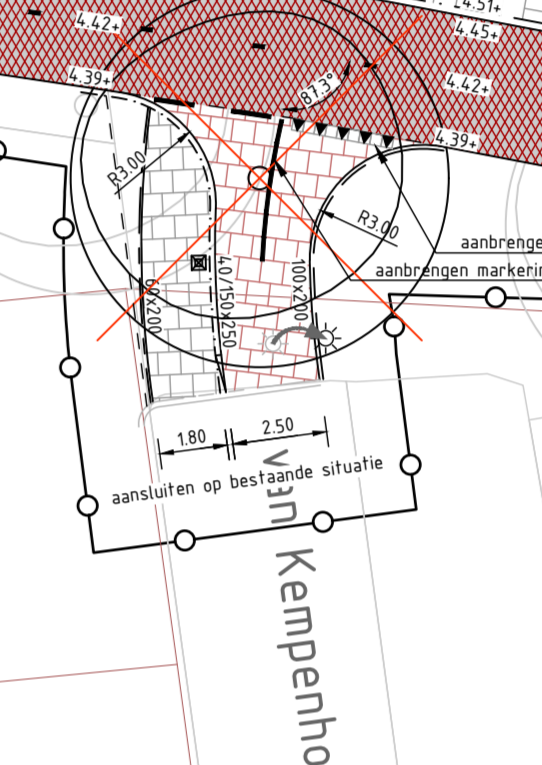 4.51+
4.42+
4.45+
4.39+
4.42+
87.3°
4.39+
R3.00
R3.00
aanbrenge
aanbrengen markerin
40/150x250
100x200
1.80
2.50
aansluiten op bestaande situatie
van Kempenho